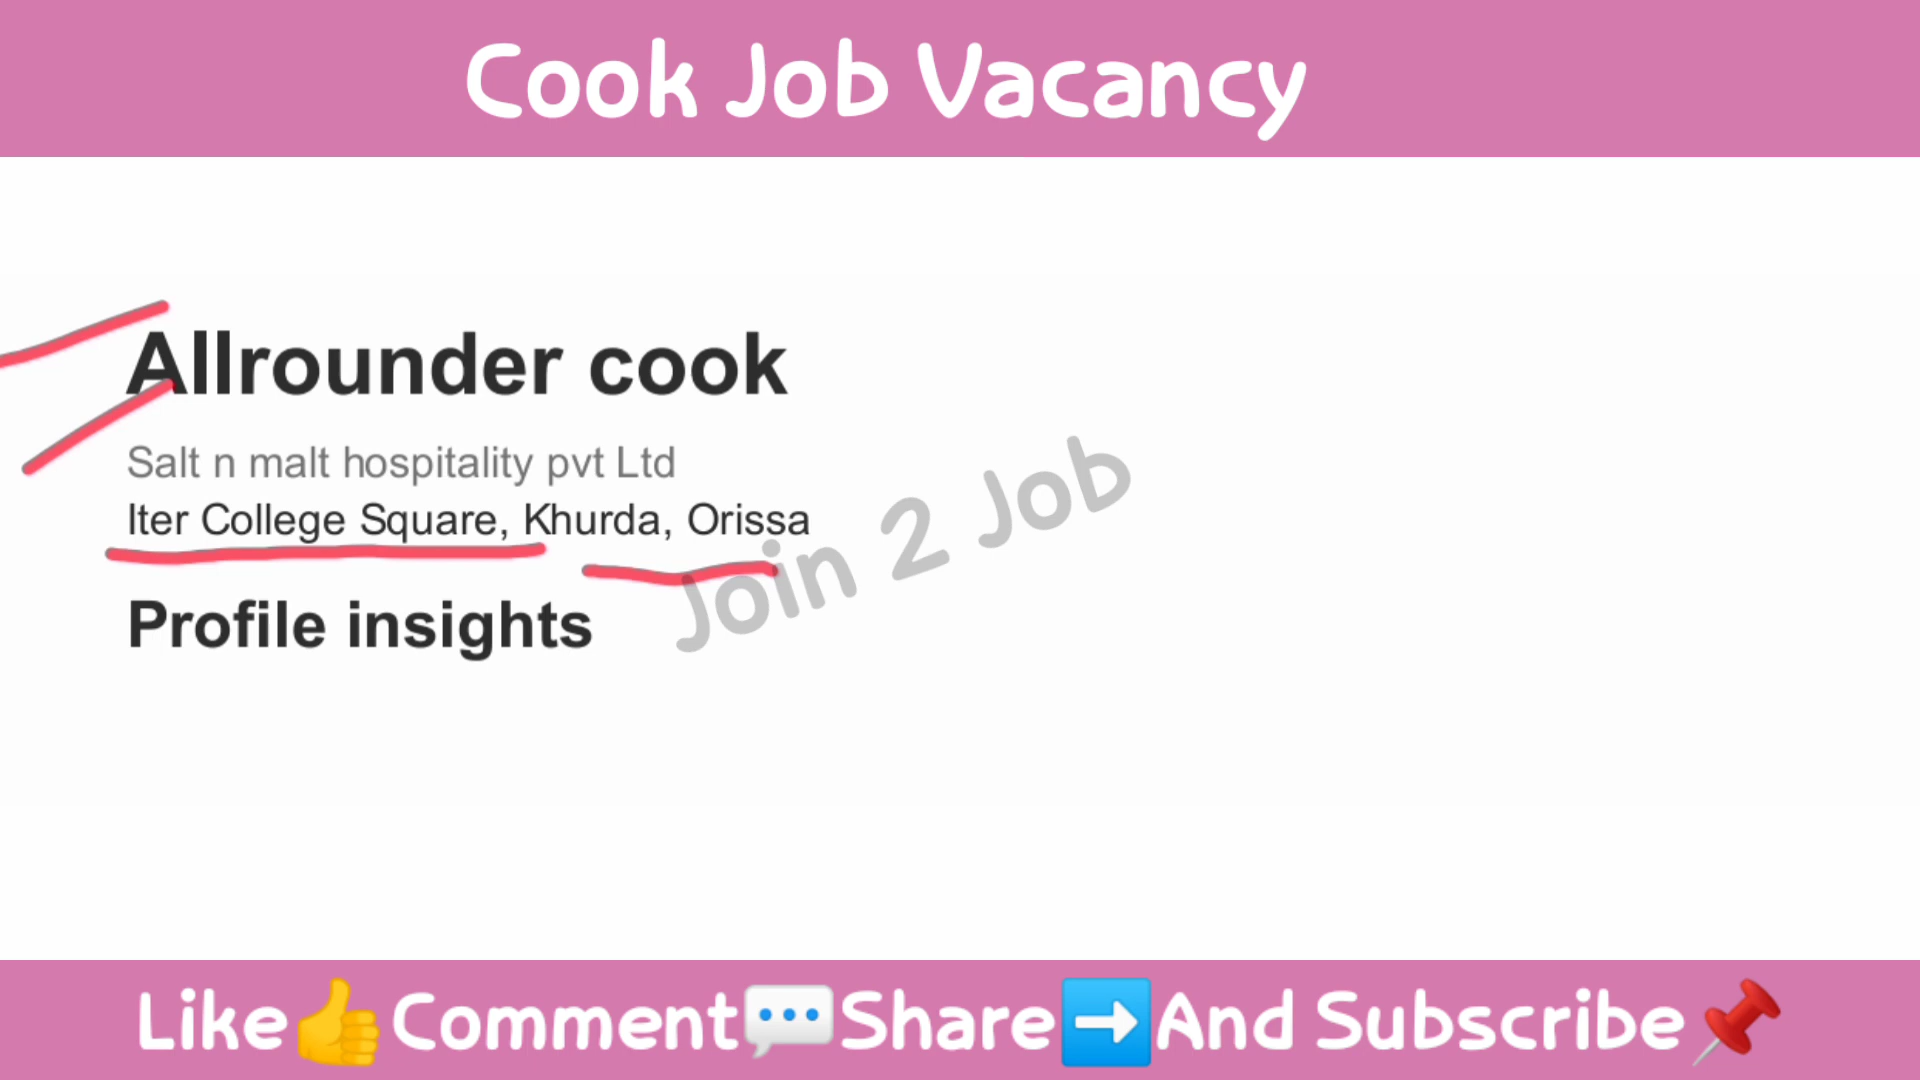 Cook Job Vacancy
Allrounder cook
Salt n malt hospitality pvt Ltd
Iter College Square, Khurda, Orissa
Join 2 Job
Profile insights
Like👍Comment💬Share➡️And Subscribe📌